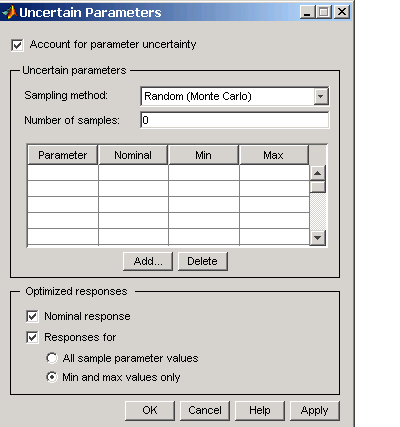 Uncertain Parameters
Account for parameter uncertainty
Uncertain parameters
Sampling method: Random (Monte Carlo)
Number of samples: 0
Parameter Nominal Min Max
Add... Delete
Optimized responses
Nominal response
Responses for
All sample parameter values
Min and max values only
OK Cancel Help Apply